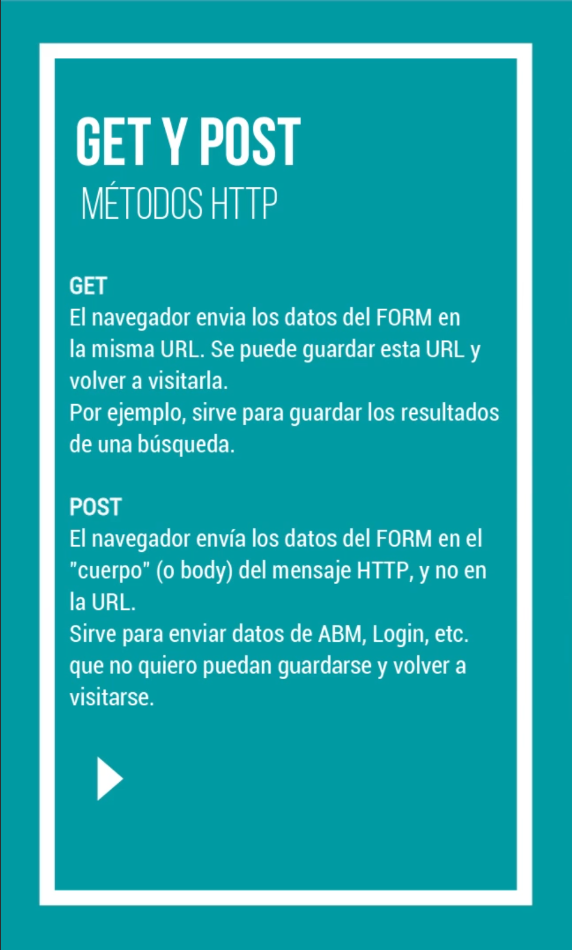 GET Y POST
MÉTODOS HTTP
GET
El navegador envia los datos del FORM en
la misma URL. Se puede guardar esta URL y
volver a visitarla.
Por ejemplo, sirve para guardar los resultados
de una búsqueda.
POST
El navegador envía los datos del FORM en el
"cuerpo" (o body) del mensaje HTTP, y no en
la URL.
Sirve para enviar datos de ABM, Login, etc.
que no quiero puedan guardarse y volver a
visitarse.